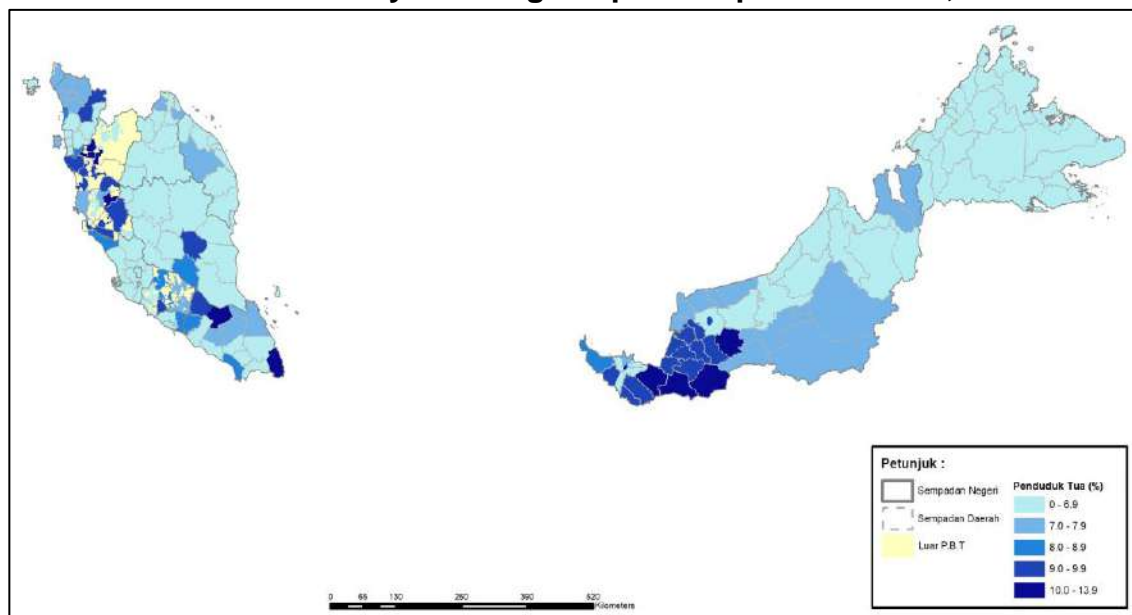 Petunjuk :
Sempadan Negeri
Sempadan Daerah
Luar P.B.T
Penduduk Tua (%)
0 - 6.9
7.0 - 7.9
8.0 - 8.9
9.0 - 9.9
10.0 - 13.9
0 65 130 260 390 520
Kilometers